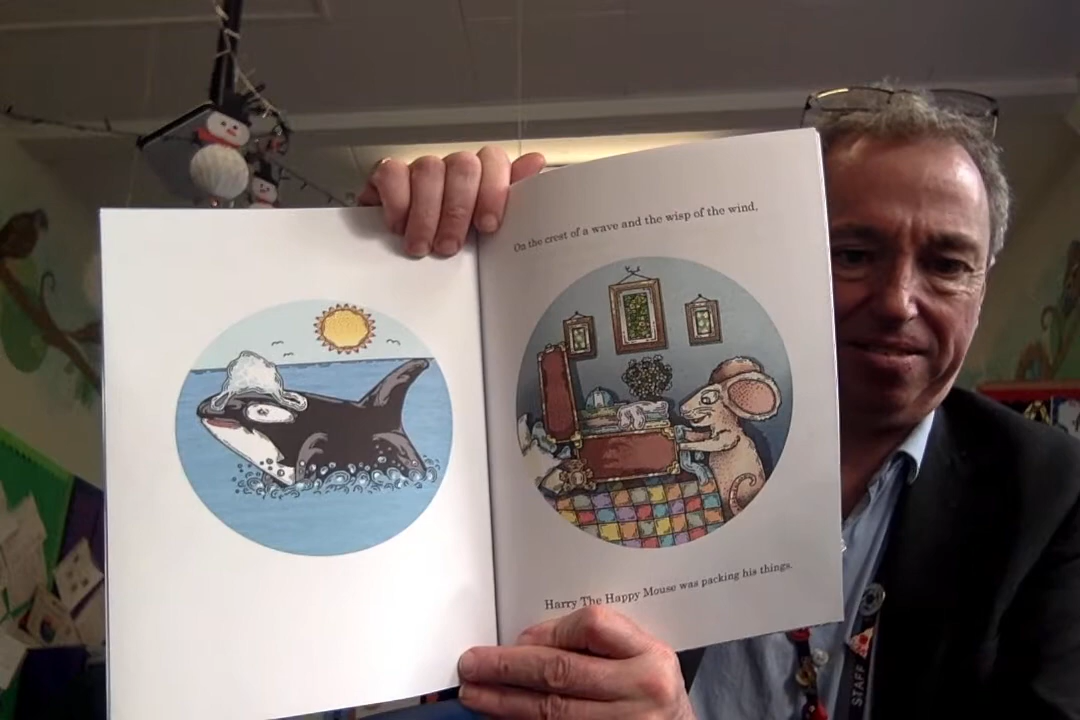 On the crest of a wave and the wisp of the wind,
Harry The Happy Mouse was packing his things.
STAFF